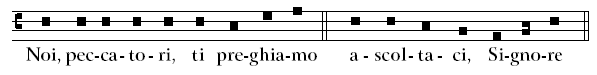 Noi, pec-ca-to-ri, ti pre-ghia-mo a-scol-ta-ci, Si-gno-re